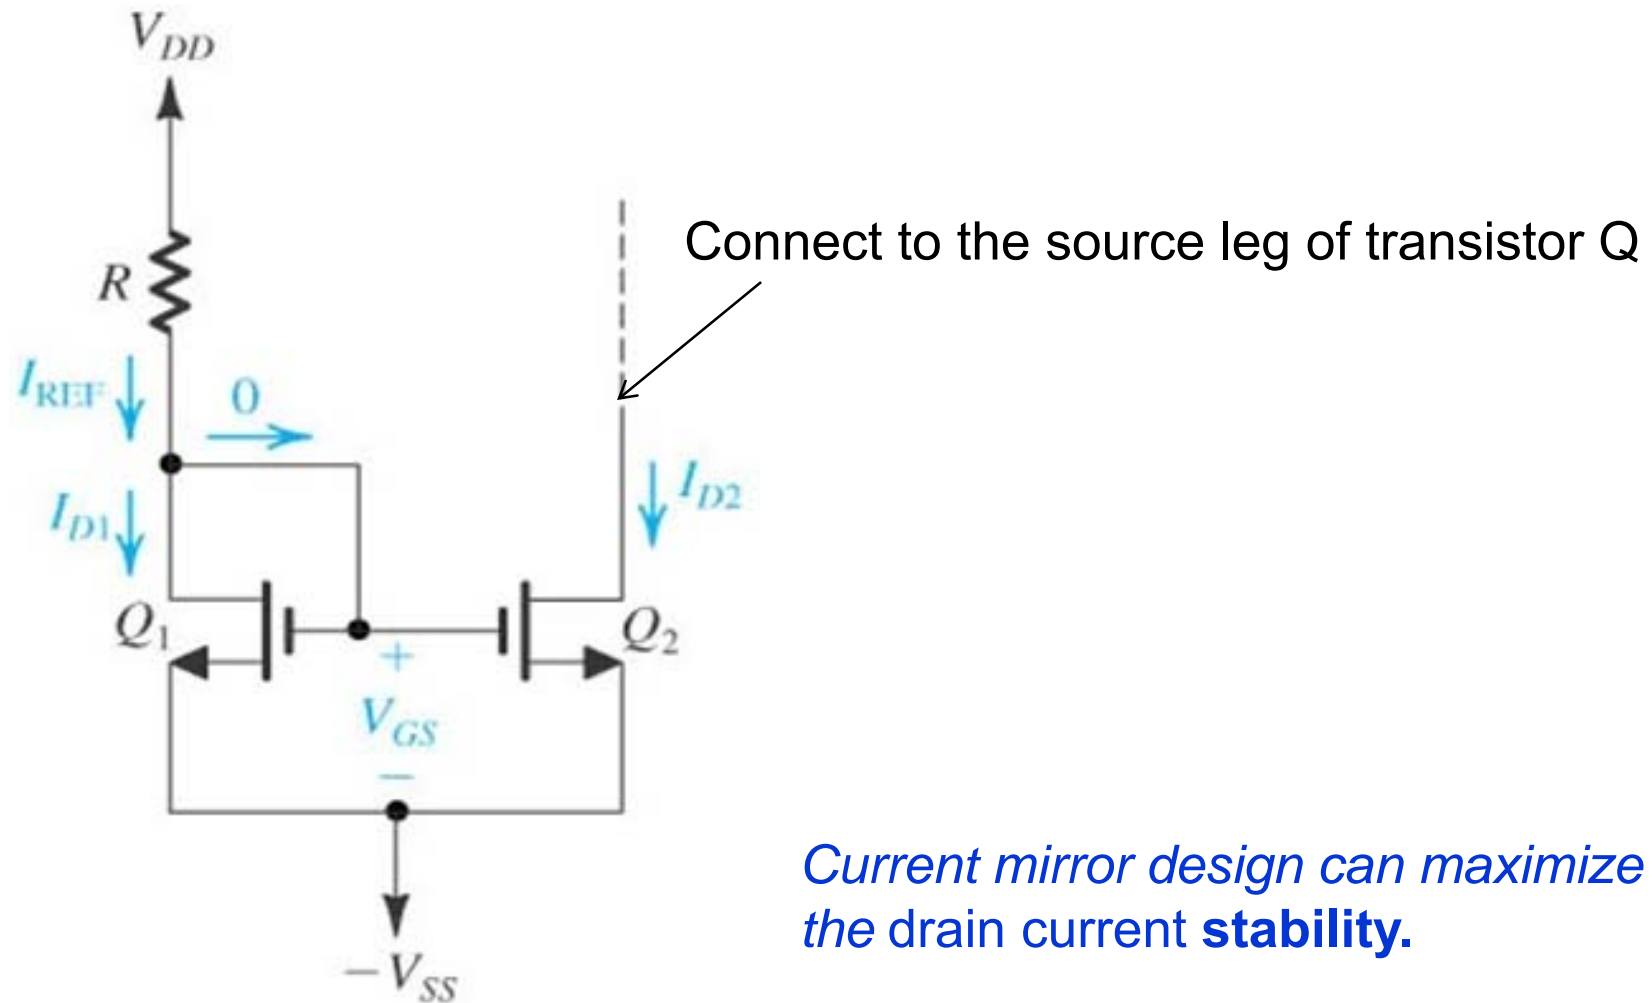 V_DD
Connect to the source leg of transistor Q
R
I_REF
0
I_D1
I_D2
Q_1
Q_2
+
V_GS
−
Current mirror design can maximize
the drain current stability.
−V_SS